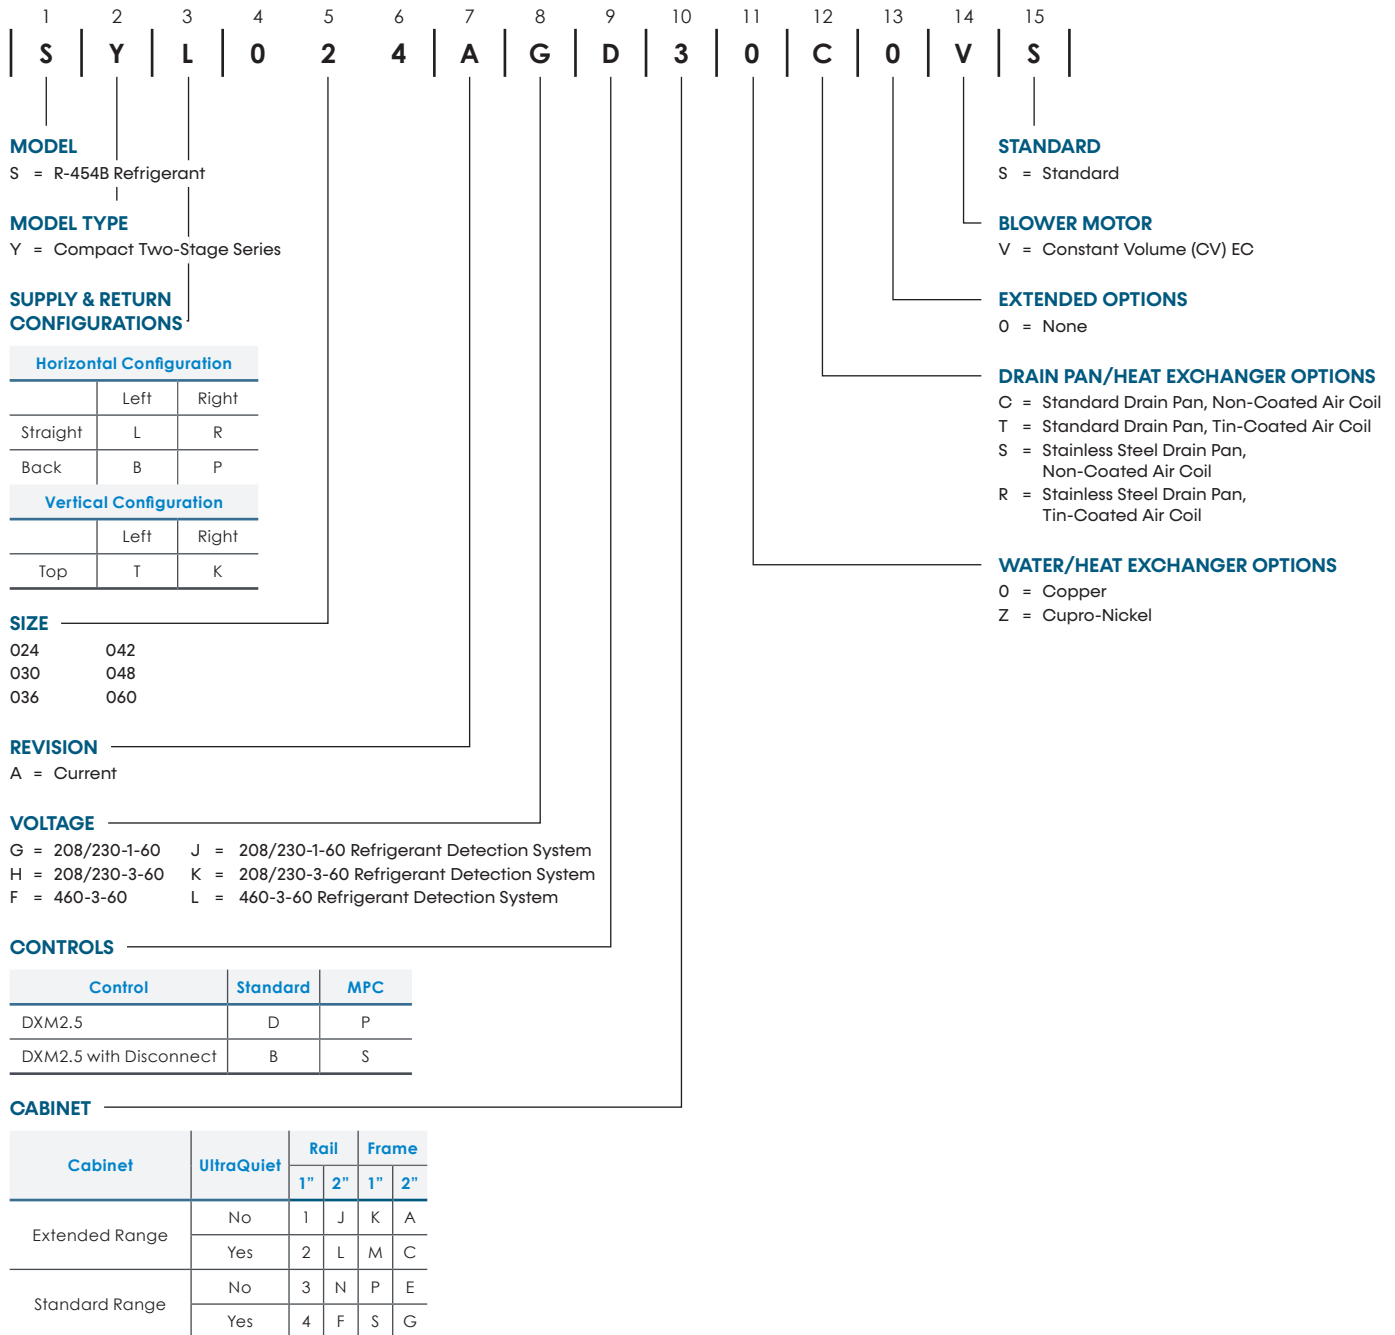 1 2 3 4 5 6 7 8 9 10 11 12 13 14 15
S Y L 0 2 4 A G D 3 0 C 0 V S
MODEL
S = R-454B Refrigerant
MODEL TYPE
Y = Compact Two-Stage Series
SUPPLY & RETURN
CONFIGURATIONS
Horizontal Configuration
Left Right
Straight L R
Back B P
Vertical Configuration
Left Right
Top T K
SIZE
024 042
030 048
036 060
REVISION
A = Current
VOLTAGE
G = 208/230-1-60 J = 208/230-1-60 Refrigerant Detection System
H = 208/230-3-60 K = 208/230-3-60 Refrigerant Detection System
F = 460-3-60 L = 460-3-60 Refrigerant Detection System
CONTROLS
Control Standard MPC
DXM2.5 D P
DXM2.5 with Disconnect B S
CABINET
Cabinet UltraQuiet Rail Frame
1” 2” 1” 2”
Extended Range No 1 J K A
Yes 2 L M C
Standard Range No 3 N P E
Yes 4 F S G
STANDARD
S = Standard
BLOWER MOTOR
V = Constant Volume (CV) EC
EXTENDED OPTIONS
0 = None
DRAIN PAN/HEAT EXCHANGER OPTIONS
C = Standard Drain Pan, Non-Coated Air Coil
T = Standard Drain Pan, Tin-Coated Air Coil
S = Stainless Steel Drain Pan,
Non-Coated Air Coil
R = Stainless Steel Drain Pan,
Tin-Coated Air Coil
WATER/HEAT EXCHANGER OPTIONS
0 = Copper
Z = Cupro-Nickel